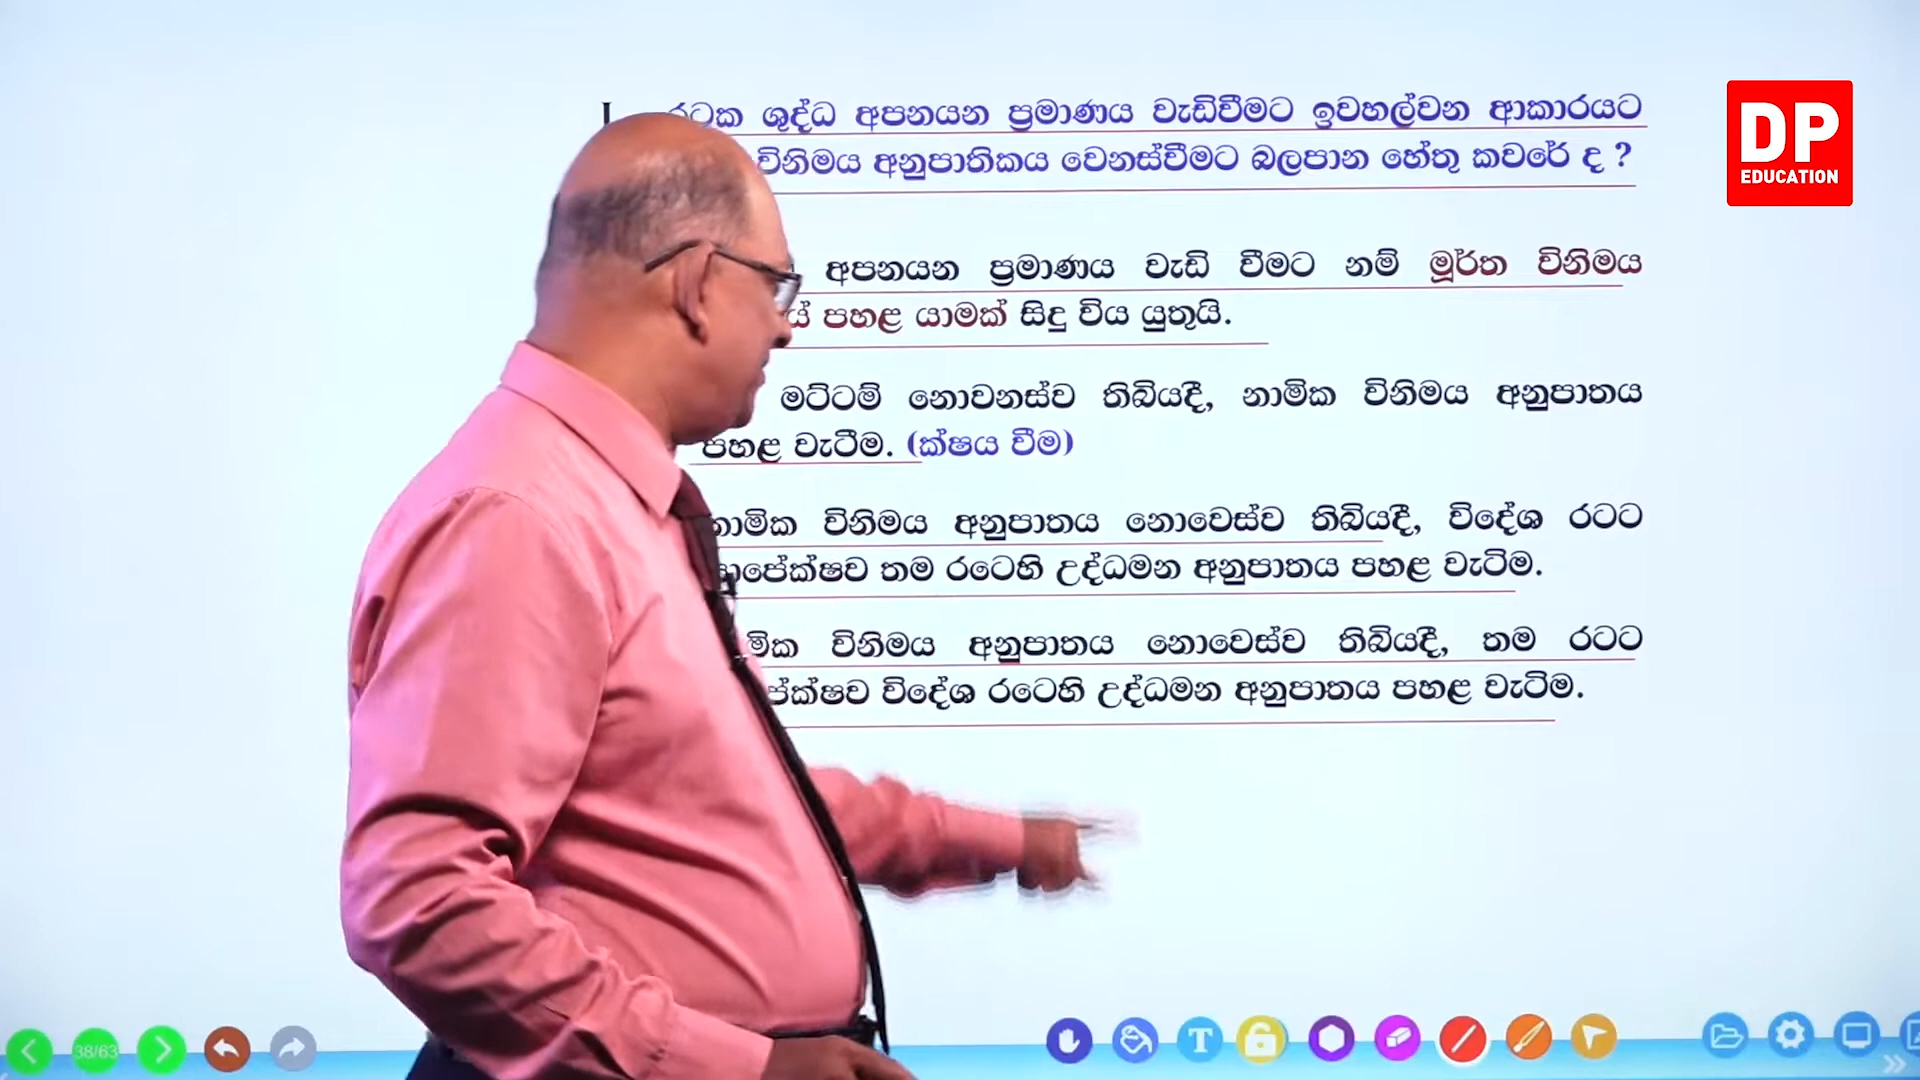 I. රටක ශුද්ධ අපනයන ප්‍රමාණය වැඩිවීමට ඉවහල්වන ආකාරයට
විනිමය අනුපාතිකය වෙනස්වීමට බලපාන හේතු කවරේ ද ?
DP
EDUCATION
අපනයන ප්‍රමාණය වැඩි වීමට නම් මූර්ත විනිමය
පහළ යාමක් සිදු විය යුතුයි.
මට්ටම් නොවනස්ව තිබියදී, නාමික විනිමය අනුපාතය
පහළ වැටීම. (ක්ෂය වීම)
නාමික විනිමය අනුපාතය නොවෙස්ව තිබියදී, විදේශ රටට
සාපේක්ෂව තම රටෙහි උද්ධමන අනුපාතය පහළ වැටිම.
විනිමය අනුපාතය නොවෙස්ව තිබියදී, තම රටට
විදේශ රටෙහි උද්ධමන අනුපාතය පහළ වැටිම.
38/63